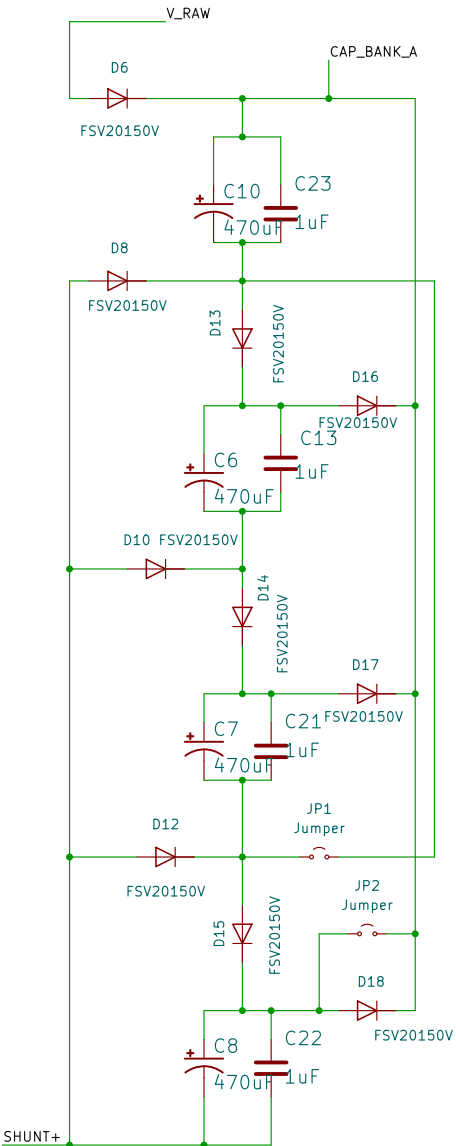 V_RAW
CAP_BANK_A
D6
FSV20150V
C10
470uF
C23
1uF
D8
FSV20150V
D13
FSV20150V
D16
FSV20150V
C6
470uF
C13
1uF
D10 FSV20150V
D14
FSV20150V
D17
FSV20150V
C7
470uF
C21
1uF
JP1
Jumper
D12
FSV20150V
JP2
Jumper
D15
FSV20150V
D18
FSV20150V
C8
470uF
C22
1uF
SHUNT+